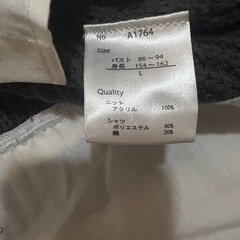 No. A1764
Size
バスト 86～94
身長 154～162
L
Quality
ニット
アクリル 100%
シャツ
ポリエステル 80%
綿 20%